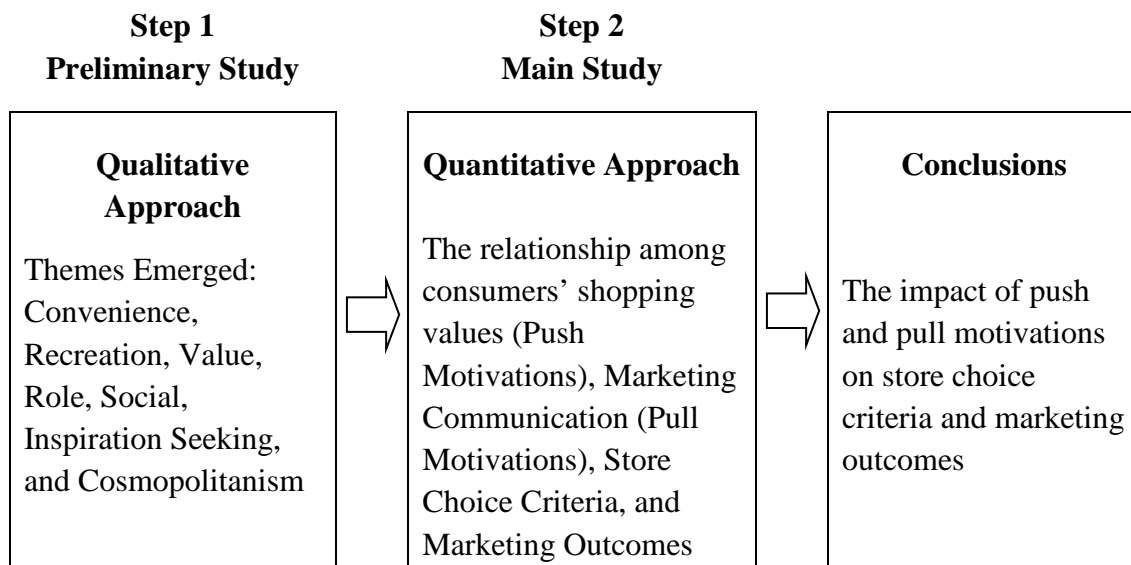 Step 1
Preliminary Study
Step 2
Main Study
Qualitative
Approach
Themes Emerged:
Convenience,
Recreation, Value,
Role, Social,
Inspiration Seeking,
and Cosmopolitanism
Quantitative Approach
The relationship among
consumers’ shopping
values (Push
Motivations), Marketing
Communication (Pull
Motivations), Store
Choice Criteria, and
Marketing Outcomes
Conclusions
The impact of push
and pull motivations
on store choice
criteria and marketing
outcomes